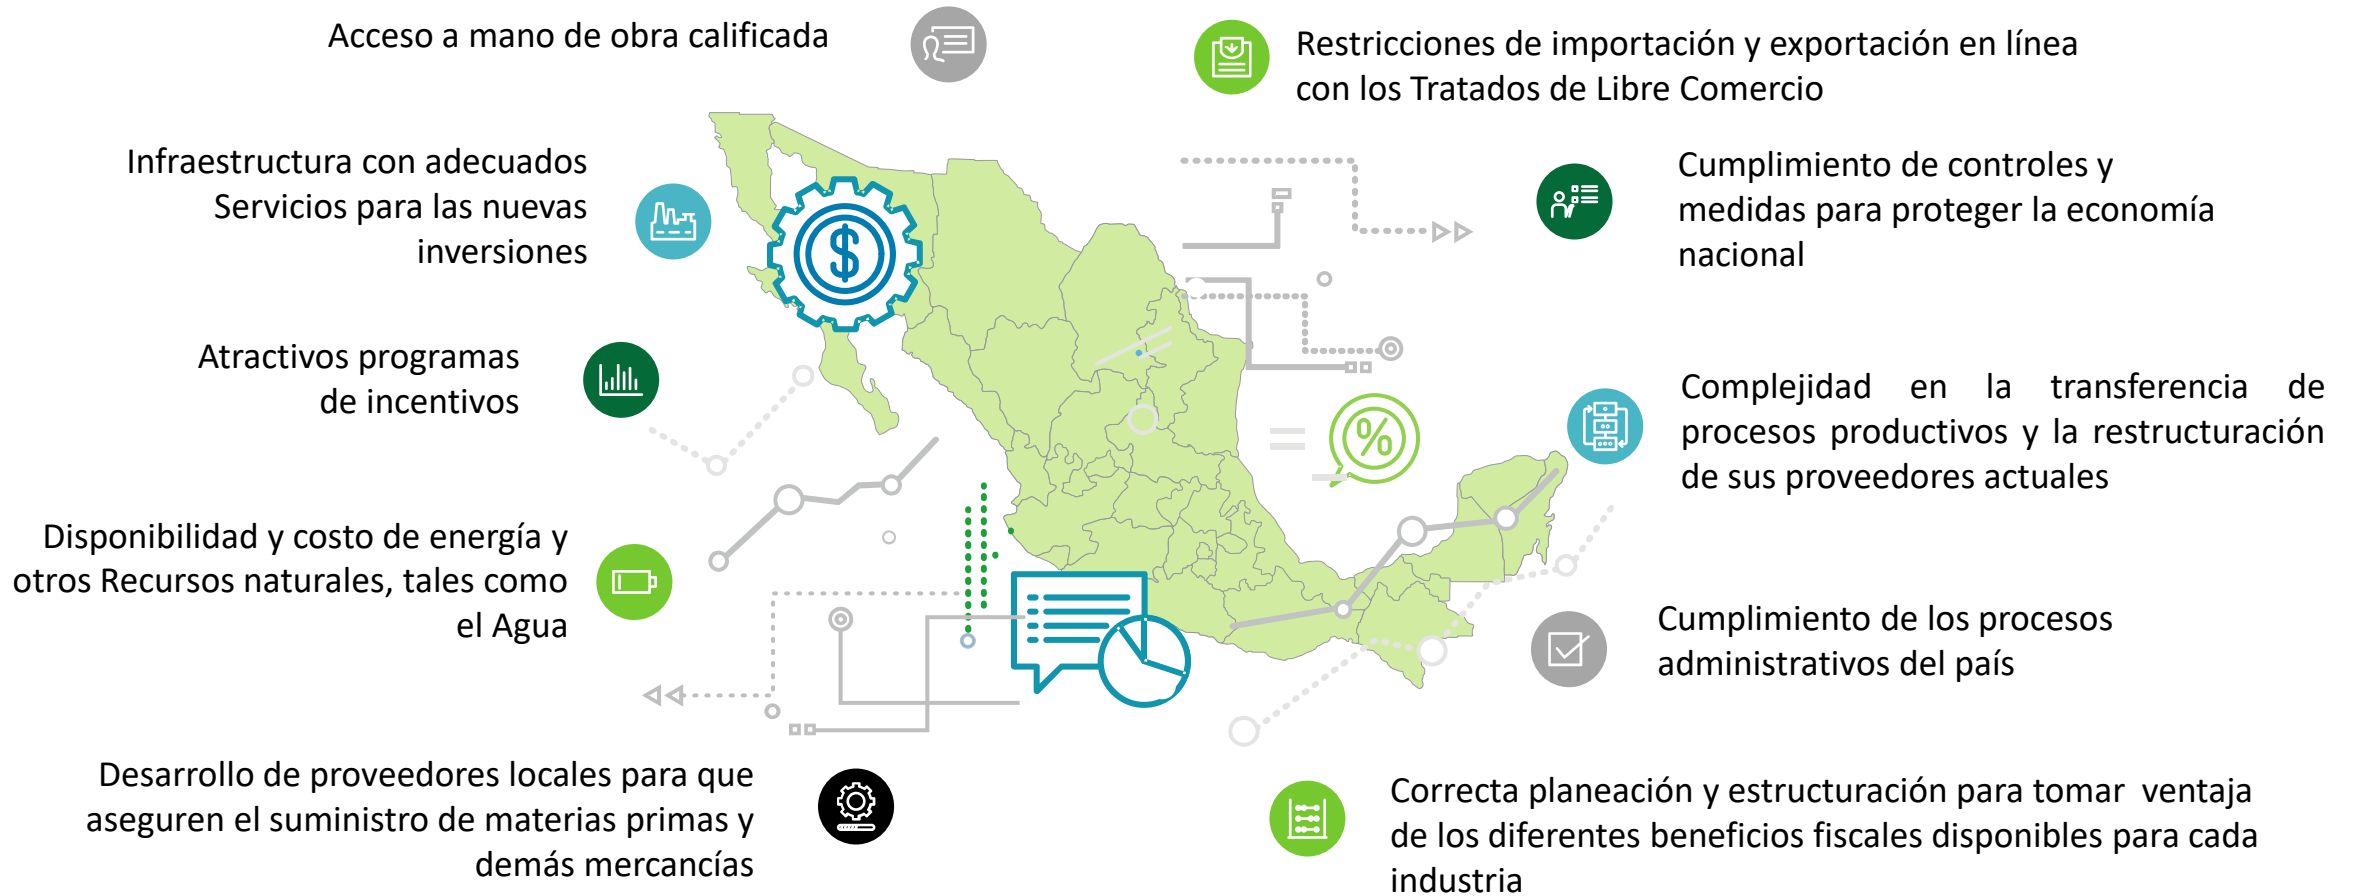 Acceso a mano de obra calificada
Infraestructura con adecuados
Servicios para las nuevas
inversiones
Atractivos programas
de incentivos
Disponibilidad y costo de energía y
otros Recursos naturales, tales como
el Agua
Desarrollo de proveedores locales para que
aseguren el suministro de materias primas y
demás mercancías
Restricciones de importación y exportación en línea
con los Tratados de Libre Comercio
Cumplimiento de controles y
medidas para proteger la economía
nacional
Complejidad en la transferencia de
procesos productivos y la restructuración
de sus proveedores actuales
Cumplimiento de los procesos
administrativos del país
Correcta planeación y estructuración para tomar ventaja
de los diferentes beneficios fiscales disponibles para cada
industria
$
%